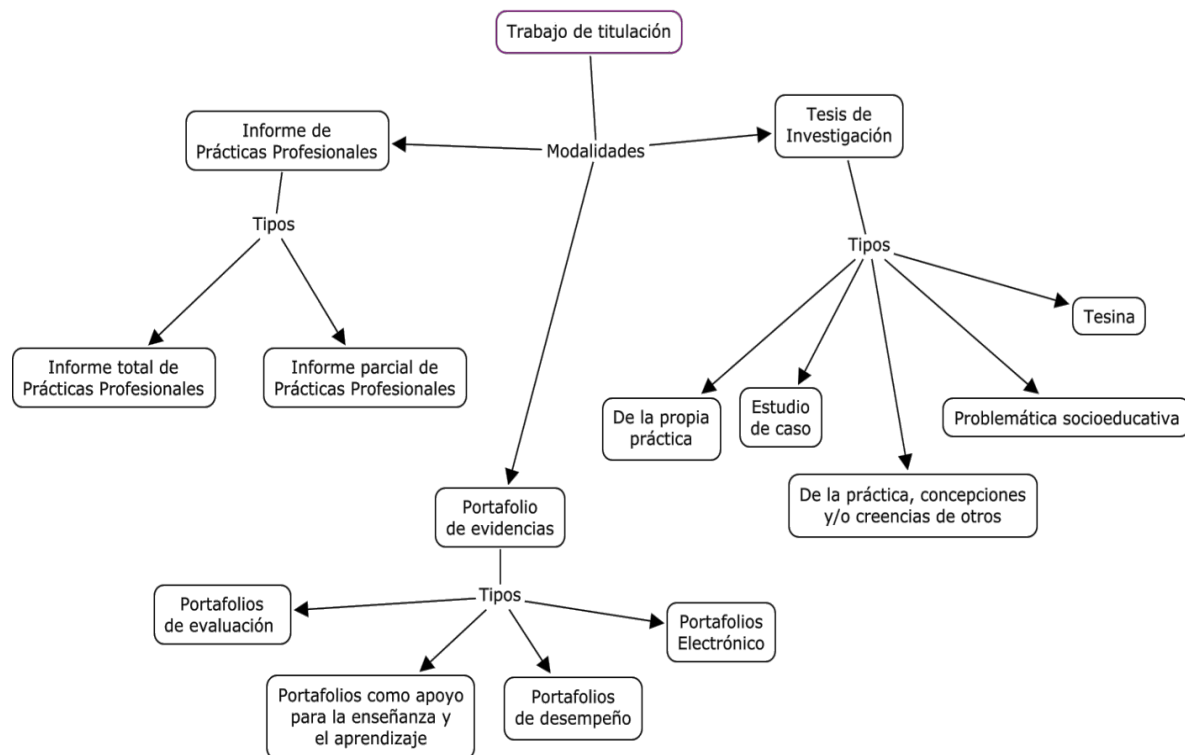 Trabajo de titulación
Informe de
Prácticas Profesionales
Modalidades
Tesis de
Investigación
Tipos
Informe total de
Prácticas Profesionales
Informe parcial de
Prácticas Profesionales
Tipos
Tesina
De la propia
práctica
Estudio
de caso
Problemática socioeducativa
De la práctica, concepciones
y/o creencias de otros
Portafolio
de evidencias
Tipos
Portafolios
de evaluación
Portafolios como apoyo
para la enseñanza y
el aprendizaje
Portafolios
de desempeño
Portafolios
Electrónico